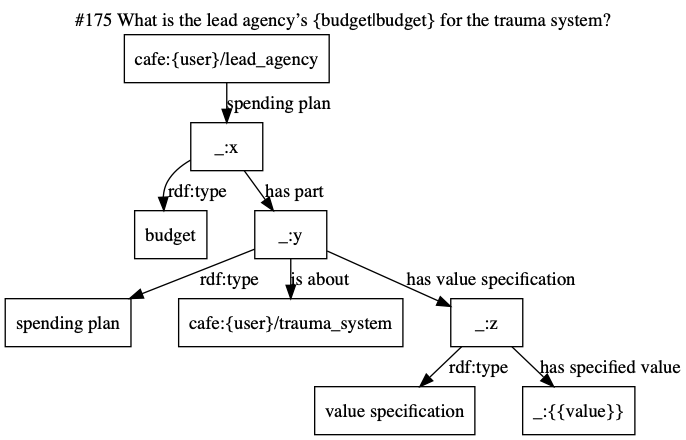 #175 What is the lead agency’s {budget|budget} for the trauma system?
cafe:{user}/lead_agency
spending plan
_:x
rdf:type
has part
budget
_:y
rdf:type
is about
has value specification
spending plan
cafe:{user}/trauma_system
_:z
rdf:type
has specified value
value specification
_:{{value}}